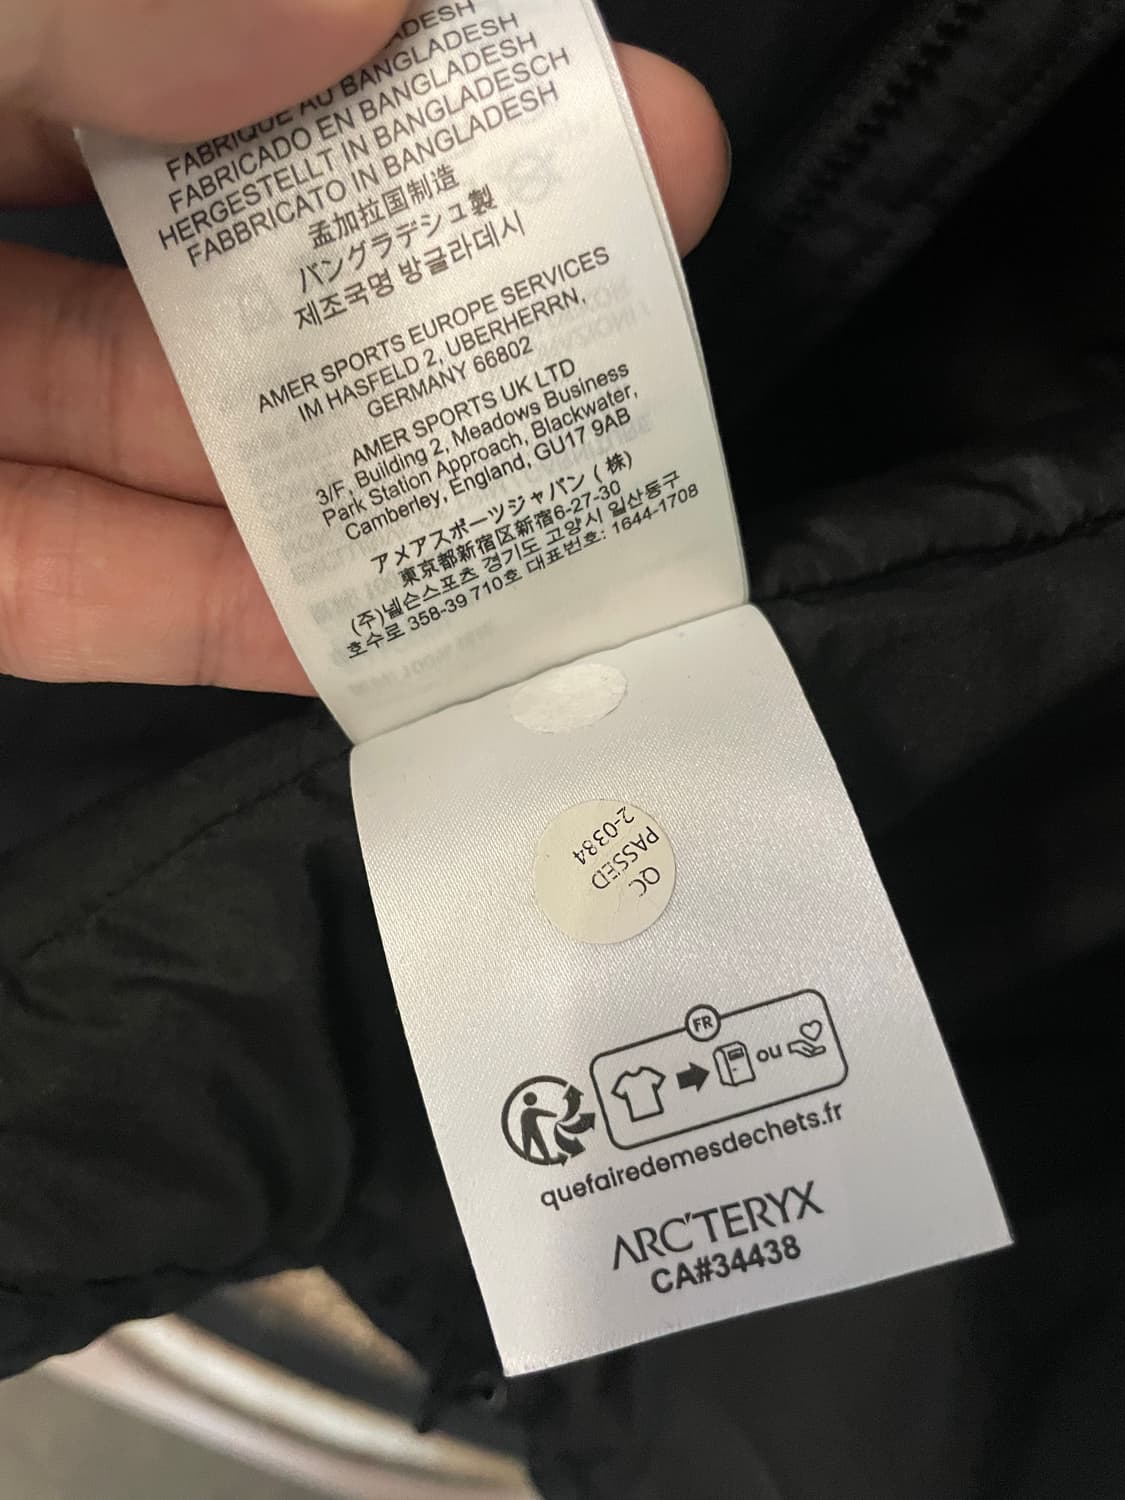 ADESH
AU BANGLADESH
FABRIQUÉ AU BANGLADESH
FABRICADO EN BANGLADESH
HERGESTELLT IN BANGLADESCH
FABBRICATO IN BANGLADESH
孟加拉国制造
バングラデシュ製
제조국명 방글라데시
AMER SPORTS EUROPE SERVICES
IM HASFELD 2, UBERHERRN,
GERMANY 66802
AMER SPORTS UK LTD
3/F, Building 2, Meadows Business
Park Station Approach, Blackwater,
Camberley, England, GU17 9AB
アメアスポーツジャパン(株)
東京都新宿区新宿6-27-30
(주)넬슨스포츠 경기도 고양시 일산동구
호수로 358-39 710호 대표번호: 1644-1708
QC
PASSED
2-0384
FR
ou
quefairedemesdechets.fr
ARC'TERYX
CA#34438